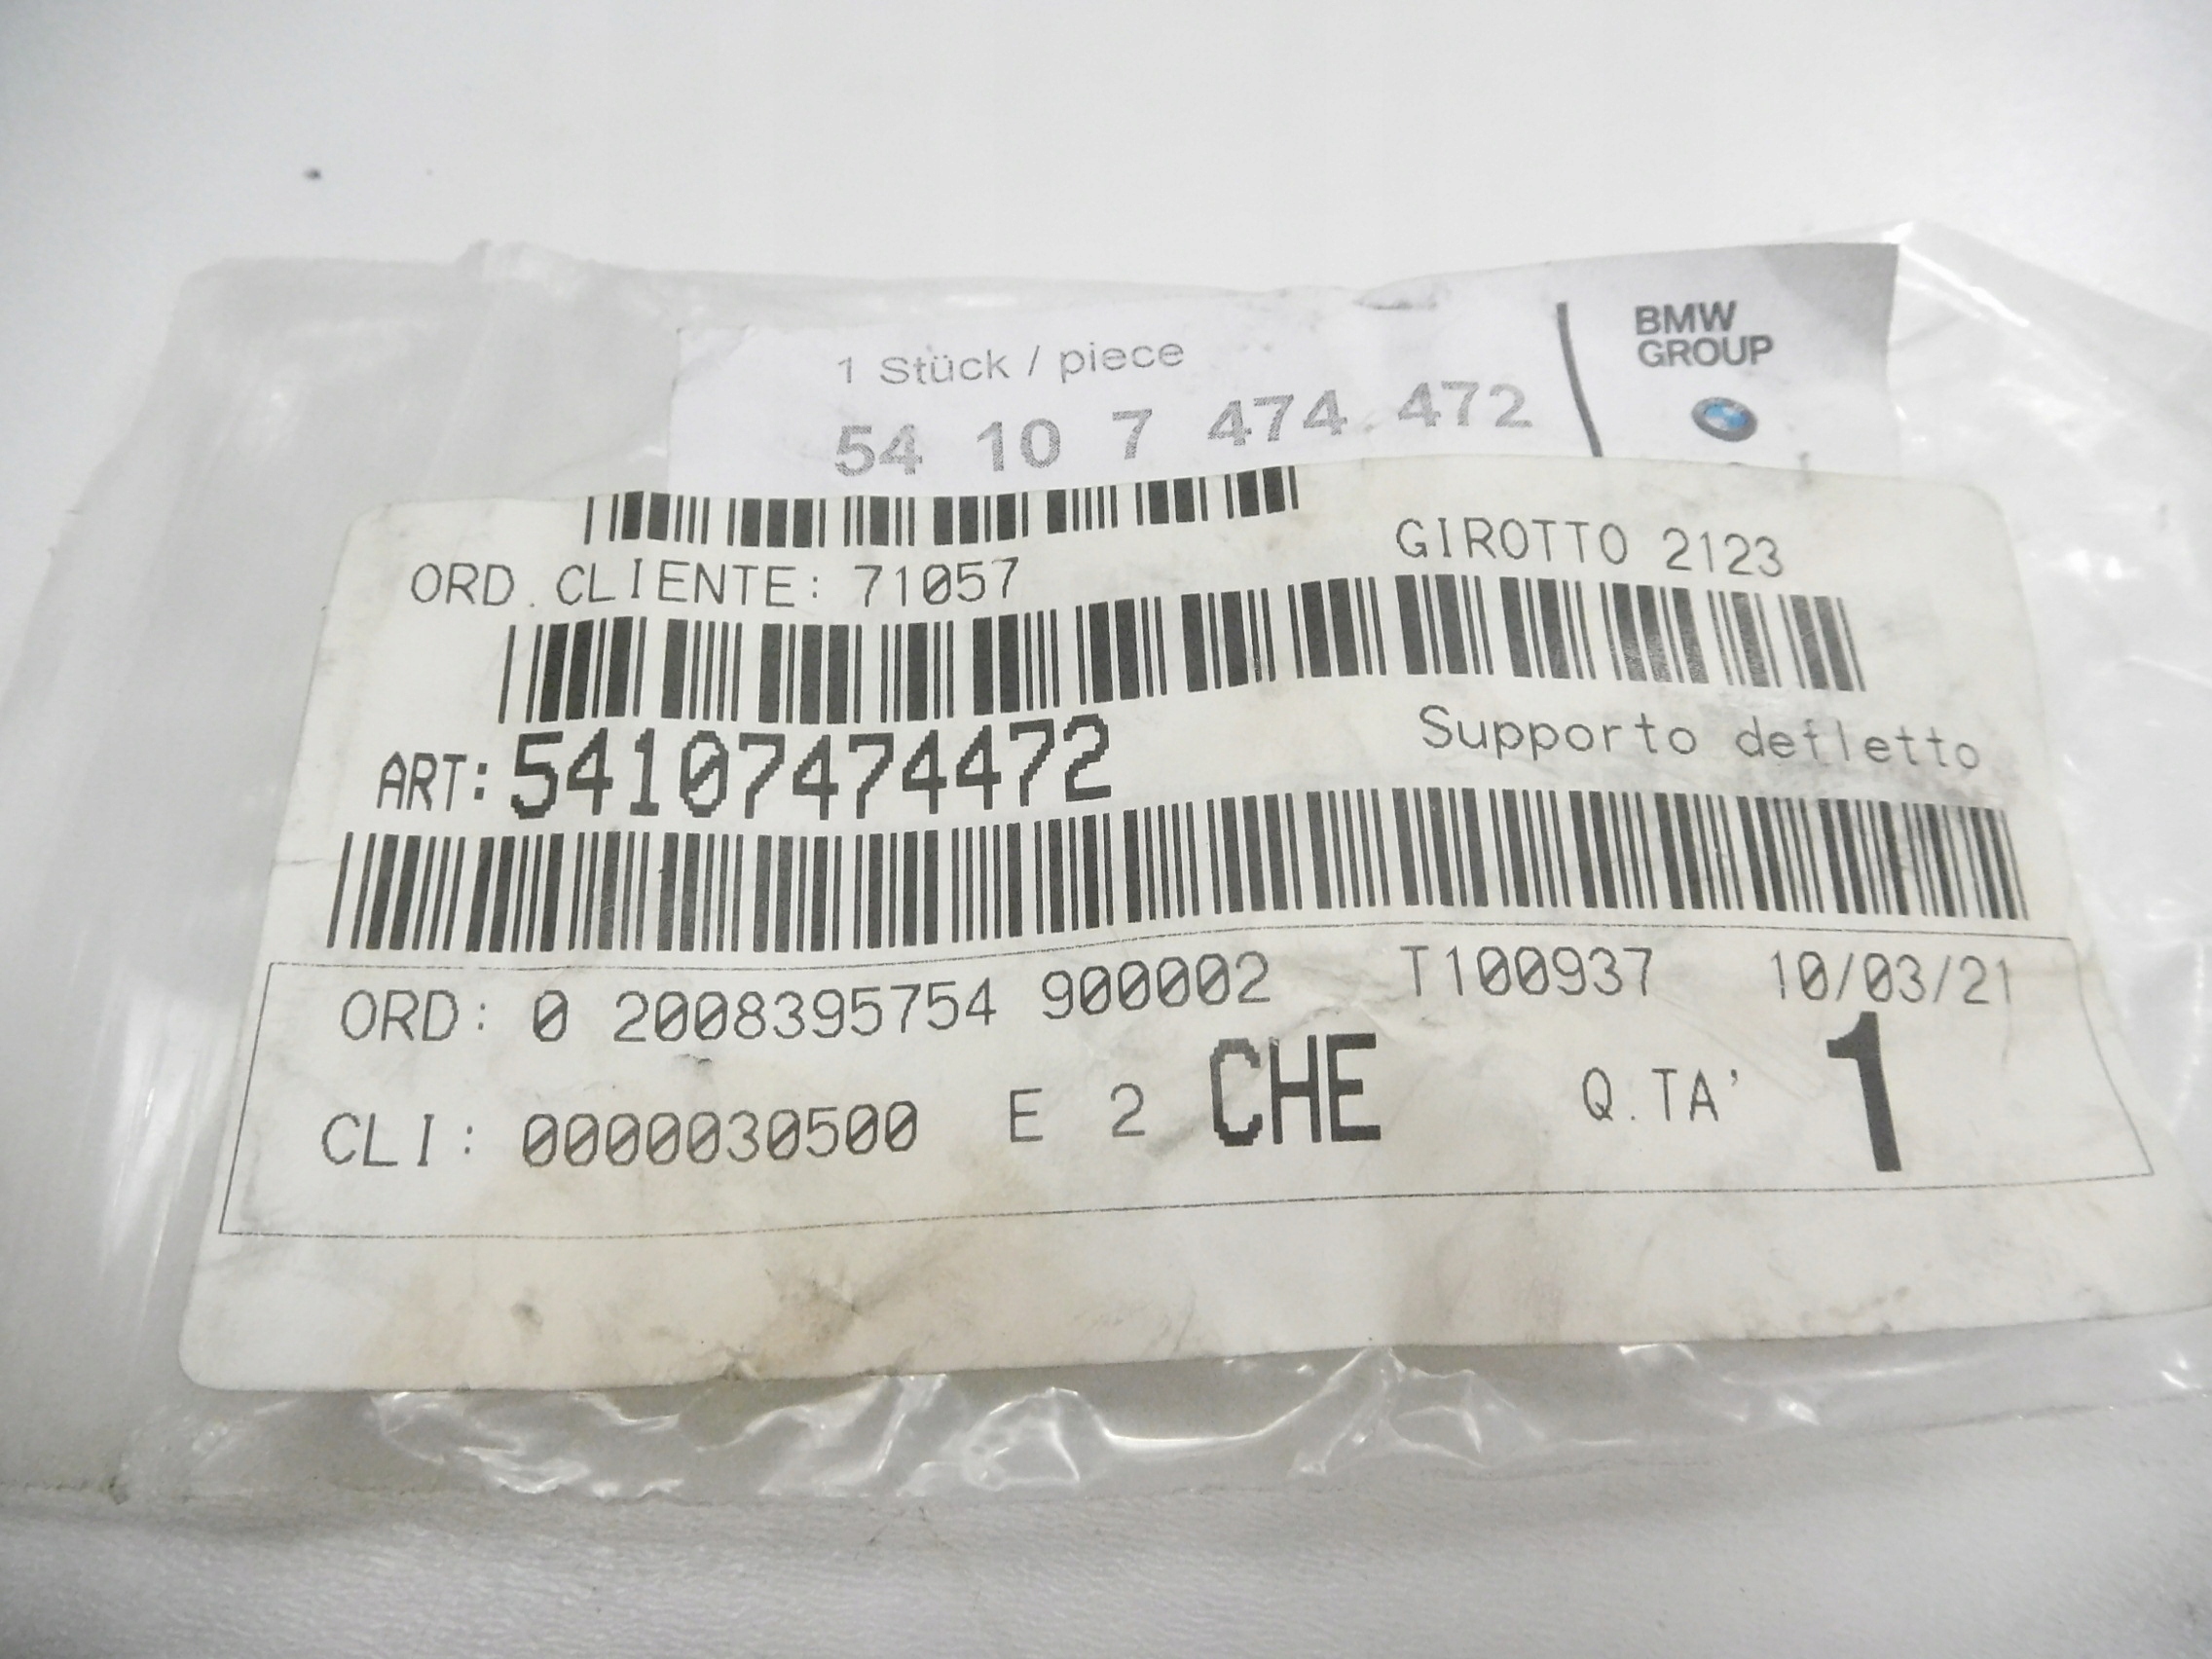 1 Stück / piece
54 10 7 474 472
BMW
GROUP
ORD.CLIENTE: 71057
GIROTTO 2123
ART:54107474472
Supporto defletto
ORD: 0 2008395754 900002 T100937 10/03/21
CLI: 0000030500 E 2 CHE Q.TA' 1